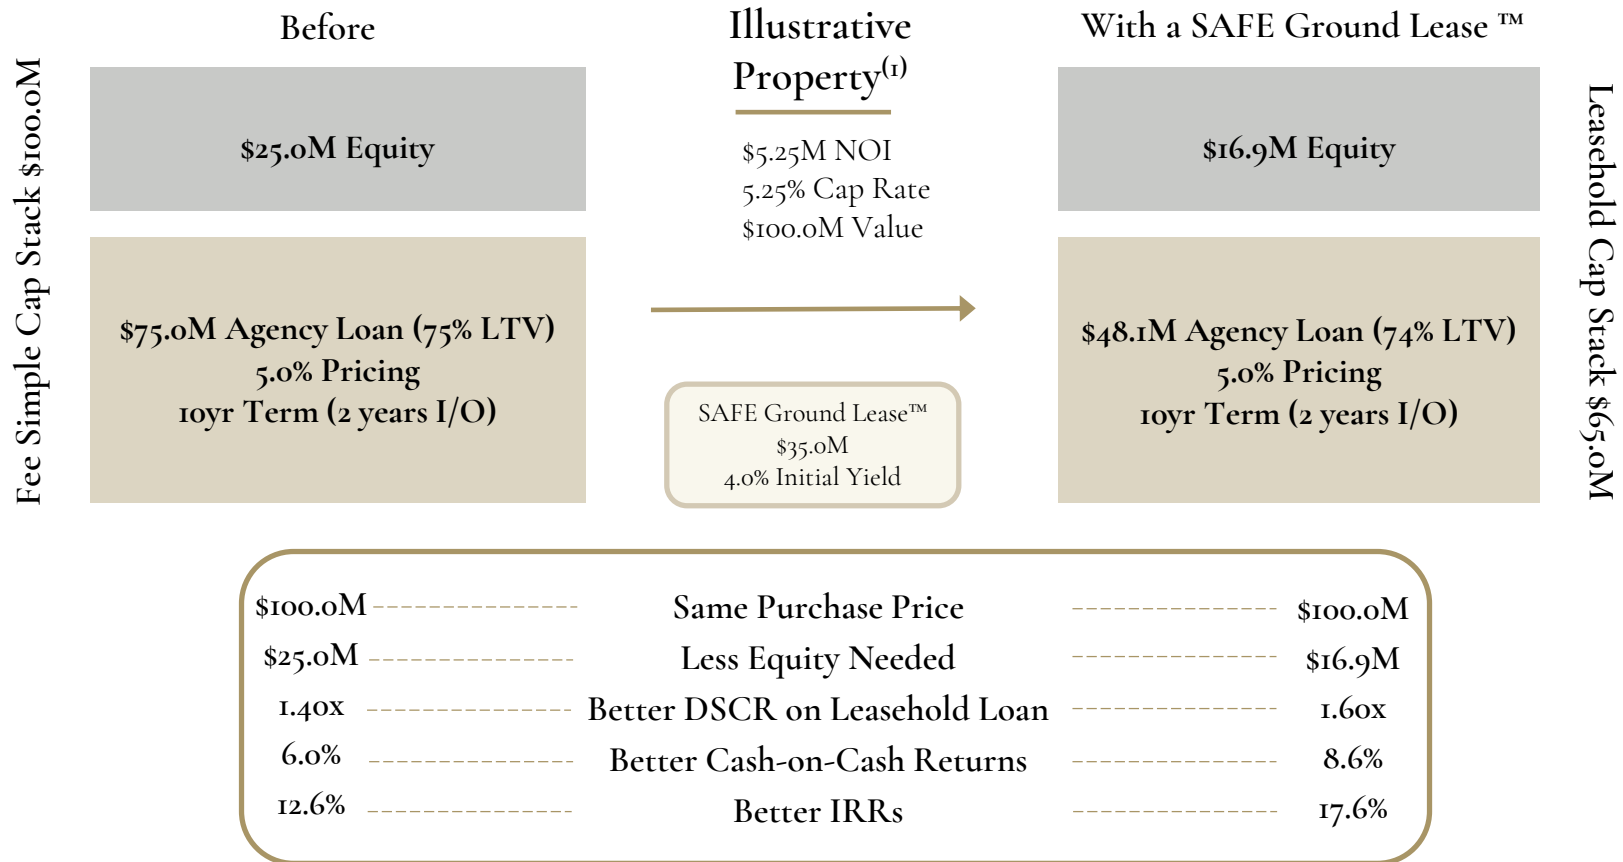 Before
Illustrative
Property(1)
With a SAFE Ground Lease ™
Fee Simple Cap Stack $100.0M
$25.0M Equity
$75.0M Agency Loan (75% LTV)
5.0% Pricing
10yr Term (2 years I/O)
$5.25M NOI
5.25% Cap Rate
$100.0M Value
SAFE Ground Lease™
$35.0M
4.0% Initial Yield
$16.9M Equity
$48.1M Agency Loan (74% LTV)
5.0% Pricing
10yr Term (2 years I/O)
Leasehold Cap Stack $65.0M
$100.0M Same Purchase Price $100.0M
$25.0M Less Equity Needed $16.9M
1.40x Better DSCR on Leasehold Loan 1.60x
6.0% Better Cash-on-Cash Returns 8.6%
12.6% Better IRRs 17.6%